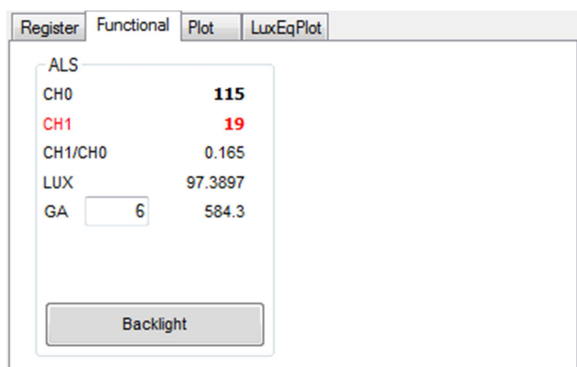 Register Functional Plot LuxEqPlot
ALS
CH0 115
CH1 19
CH1/CH0 0.165
LUX 97.3897
GA 6 584.3
Backlight